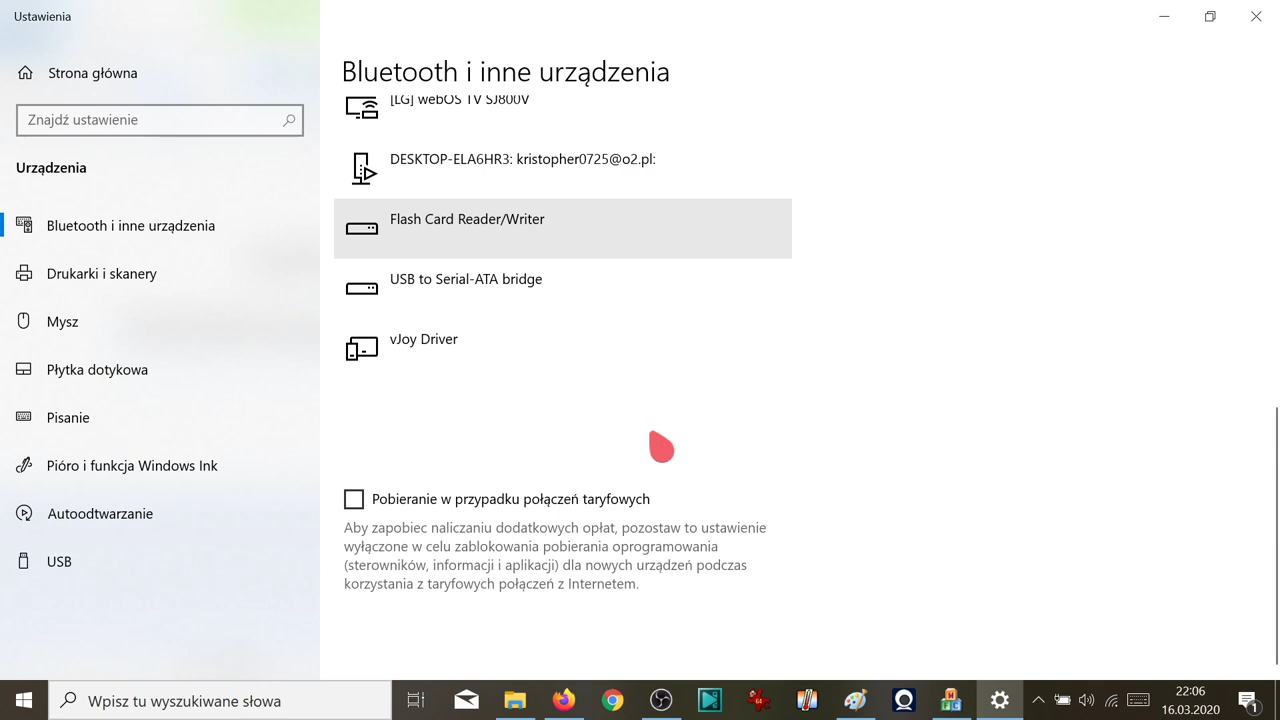 Ustawienia
Strona główna
Znajdź ustawienie
Urządzenia
Bluetooth i inne urządzenia
Drukarki i skanery
Mysz
Płytka dotykowa
Pisanie
Pióro i funkcja Windows Ink
Autoodtwarzanie
USB
Bluetooth i inne urządzenia
[LG] webOS TV SJ800V
DESKTOP-ELA6HR3: kristopher0725@o2.pl:
Flash Card Reader/Writer
USB to Serial-ATA bridge
vJoy Driver
Pobieranie w przypadku połączeń taryfowych
Aby zapobiec naliczaniu dodatkowych opłat, pozostaw to ustawienie
wyłączone w celu zablokowania pobierania oprogramowania
(sterowników, informacji i aplikacji) dla nowych urządzeń podczas
korzystania z taryfowych połączeń z Internetem.
Wpisz tu wyszukiwane słowa
64
22:06
16.03.2020
1